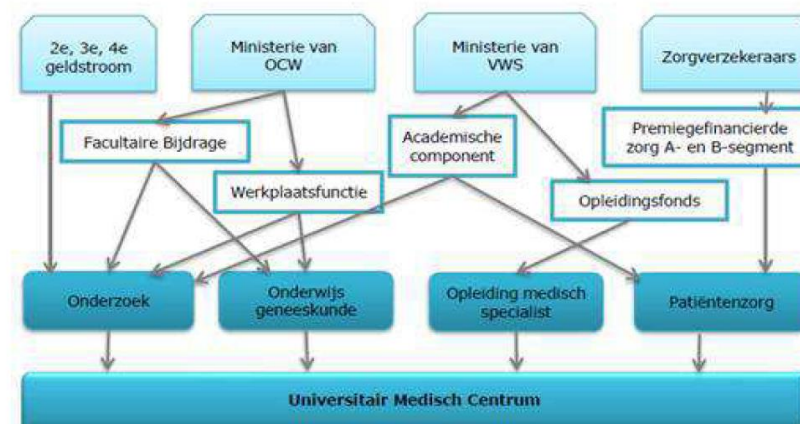 2e, 3e, 4e
geldstroom
Ministerie van
OCW
Ministerie van
VWS
Zorgverzekeraars
Facultaire Bijdrage
Academische
component
Premiegefinancierde
zorg A- en B-segment
Werkplaatsfunctie
Opleidingsfonds
Onderzoek
Onderwijs
geneeskunde
Opleiding medisch
specialist
Patiëntenzorg
Universitair Medisch Centrum